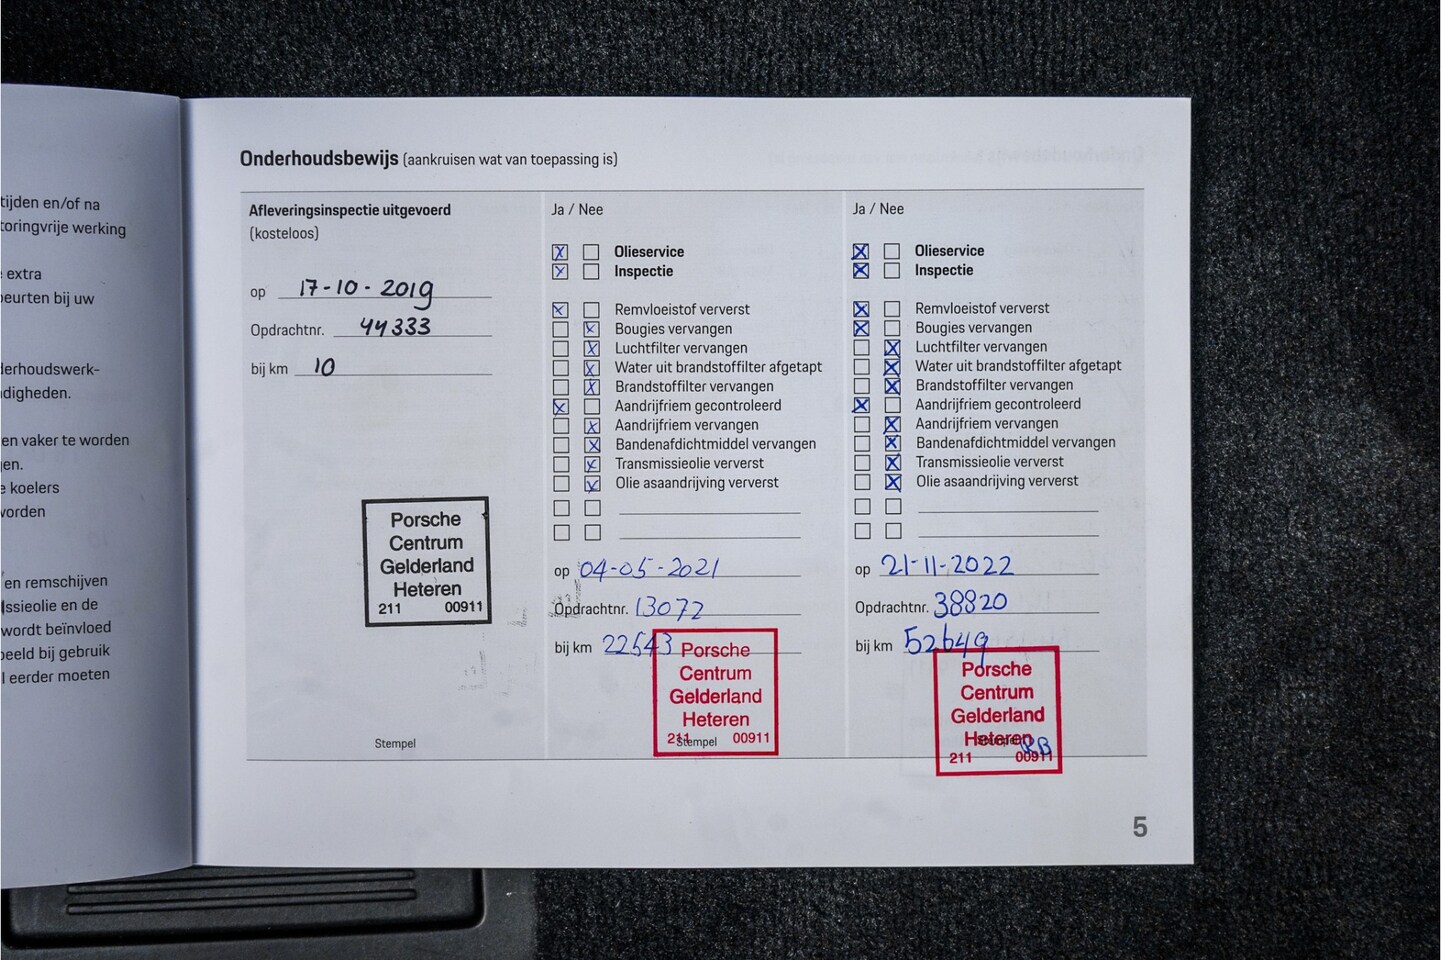 tijden en/of na
toringvrije werking
extra
beurten bij uw
derhoudswerk-
digheden.
en vaker te worden
gen.
e koelers
worden
en remschijven
ssieolie en de
wordt beïnvloed
beeld bij gebruik
l eerder moeten
Onderhoudsbewijs (aankruisen wat van toepassing is)
Afleveringsinspectie uitgevoerd
(kosteloos)
op 17-10-2019
Opdrachtnr. 44333
bij km 10
Porsche
Centrum
Gelderland
Heteren
211 00911
Stempel
Ja / Nee
Olieservice
Inspectie
Remvloeistof ververst
Bougies vervangen
Luchtfilter vervangen
Water uit brandstoffilter afgetapt
Brandstoffilter vervangen
Aandrijfriem gecontroleerd
Aandrijfriem vervangen
Bandenafdichtmiddel vervangen
Transmissieolie ververst
Olie asaandrijving ververst
op 04-05-2021
Opdrachtnr. 13072
bij km 22543
Porsche
Centrum
Gelderland
Heteren
211 00911
Stempel
Ja / Nee
Olieservice
Inspectie
Remvloeistof ververst
Bougies vervangen
Luchtfilter vervangen
Water uit brandstoffilter afgetapt
Brandstoffilter vervangen
Aandrijfriem gecontroleerd
Aandrijfriem vervangen
Bandenafdichtmiddel vervangen
Transmissieolie ververst
Olie asaandrijving ververst
op 21-11-2022
Opdrachtnr. 38820
bij km 52649
Porsche
Centrum
Gelderland
Heteren
Stempel RB
211 00911
5